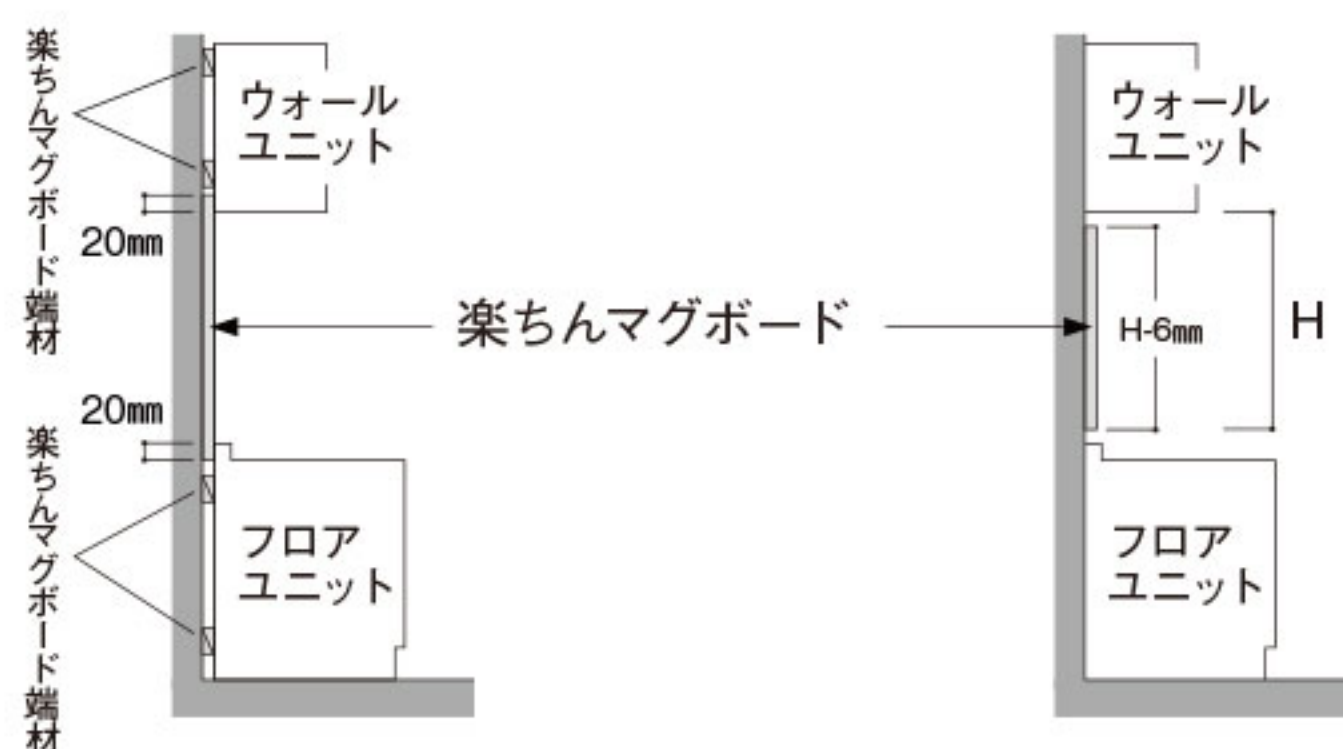 楽ちんマグボード端材
ウォール
ユニット
20㎜
20㎜
楽ちんマグボード端材
フロア
ユニット
楽ちんマグボード
ウォール
ユニット
H-6㎜
H
フロア
ユニット